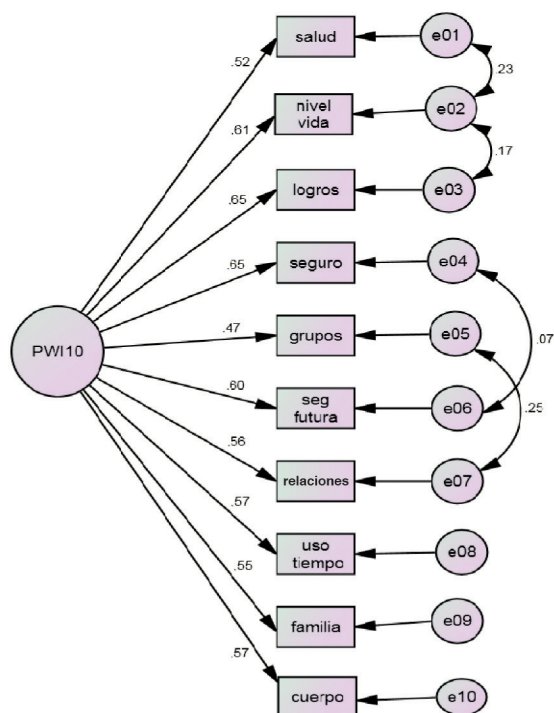 salud
e01
.52
.23
nivel
vida
e02
.61
.17
logros
e03
.65
seguro
e04
.65
.07
PWI10
grupos
e05
.47
seg
futura
e06
.60
.25
relaciones
e07
.56
uso
tiempo
e08
.57
familia
e09
.55
cuerpo
e10
.57